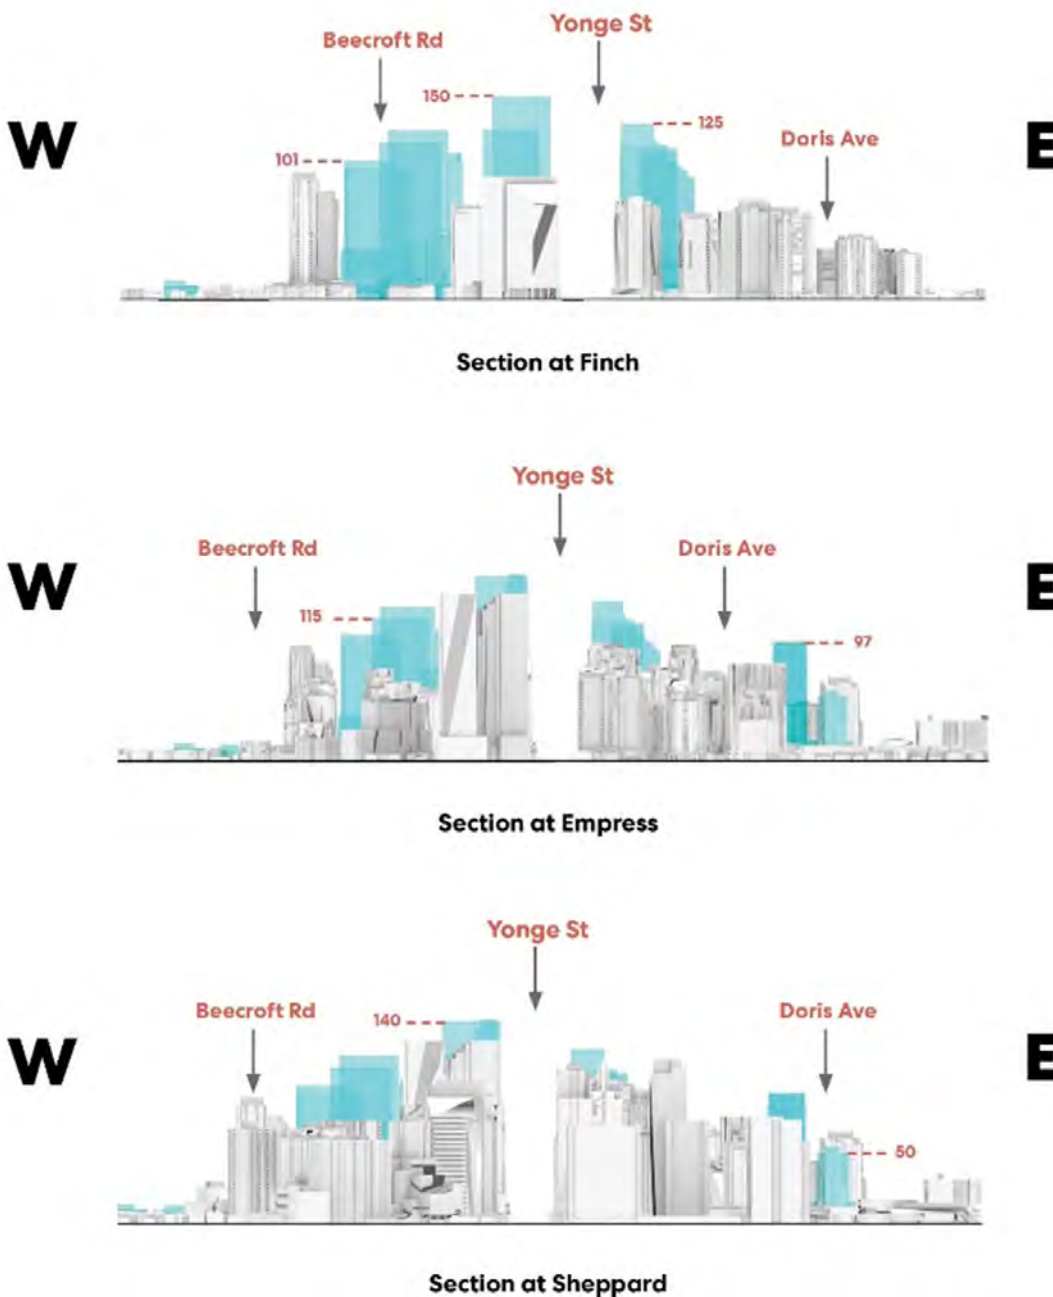 Yonge St
Beecroft Rd
150
125
W
E
Doris Ave
101
Section at Finch
Yonge St
Beecroft Rd
Doris Ave
W
E
115
97
Section at Empress
Yonge St
Beecroft Rd
Doris Ave
140
W
E
50
Section at Sheppard